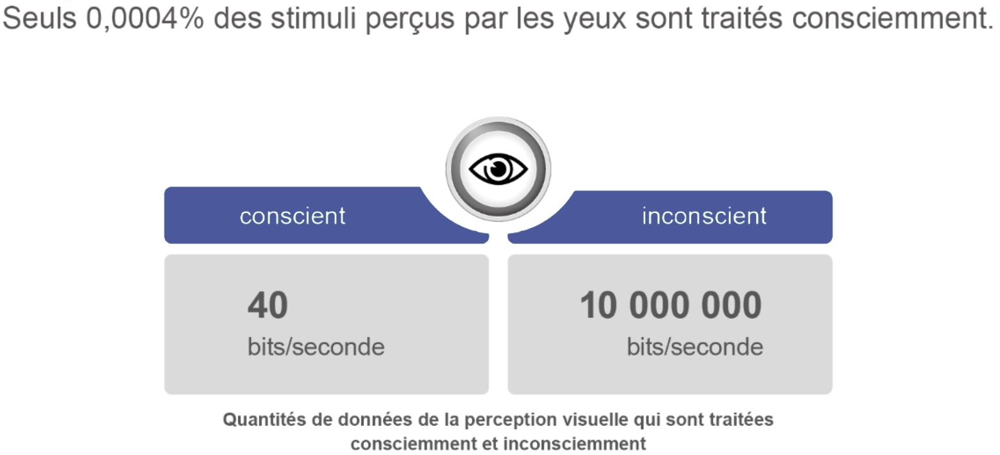 Seuls 0,0004% des stimuli perçus par les yeux sont traités consciemment.
conscient
inconscient
40
bits/seconde
10 000 000
bits/seconde
Quantités de données de la perception visuelle qui sont traitées
consciemment et inconsciemment